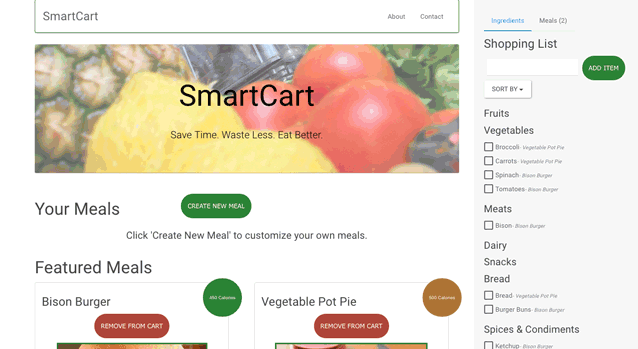 SmartCart
About
Contact
SmartCart
Save Time. Waste Less. Eat Better.
Your Meals
CREATE NEW MEAL
Click 'Create New Meal' to customize your own meals.
Featured Meals
Bison Burger
450 Calories
REMOVE FROM CART
Vegetable Pot Pie
500 Calories
REMOVE FROM CART
Ingredients
Meals (2)
Shopping List
ADD ITEM
SORT BY
Fruits
Vegetables
Broccoli - Vegetable Pot Pie
Carrots - Vegetable Pot Pie
Spinach - Bison Burger
Tomatoes - Bison Burger
Meats
Bison - Bison Burger
Dairy
Snacks
Bread
Bread - Vegetable Pot Pie
Burger Buns - Bison Burger
Spices & Condiments
Ketchup - Bison Burger